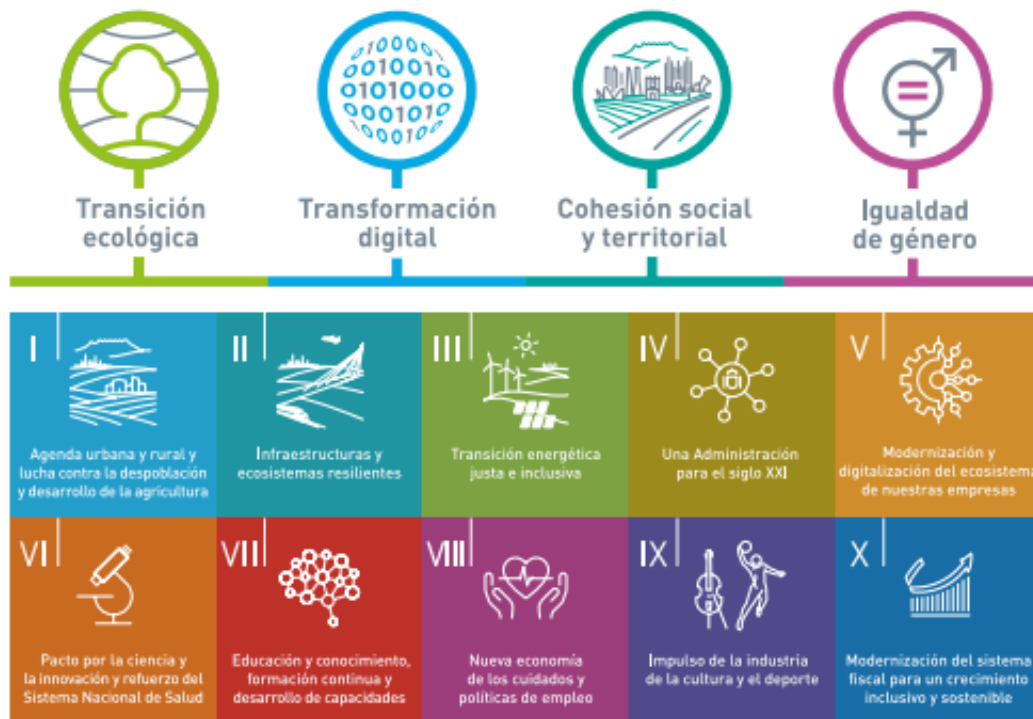 Transición
ecológica
Transformación
digital
Cohesión social
y territorial
Igualdad
de género
I
Agenda urbana y rural y
lucha contra la despoblación
y desarrollo de la agricultura
II
Infraestructuras y
ecosistemas resilientes
III
Transición energética
justa e inclusiva
IV
Una Administración
para el siglo XXI
V
Modernización y
digitalización del ecosistema
de nuestras empresas
VI
Pacto por la ciencia y
la innovación y refuerzo del
Sistema Nacional de Salud
VII
Educación y conocimiento,
formación continua y
desarrollo de capacidades
VIII
Nueva economía
de los cuidados y
políticas de empleo
IX
Impulso de la industria
de la cultura y el deporte
X
Modernización del sistema
fiscal para un crecimiento
inclusivo y sostenible